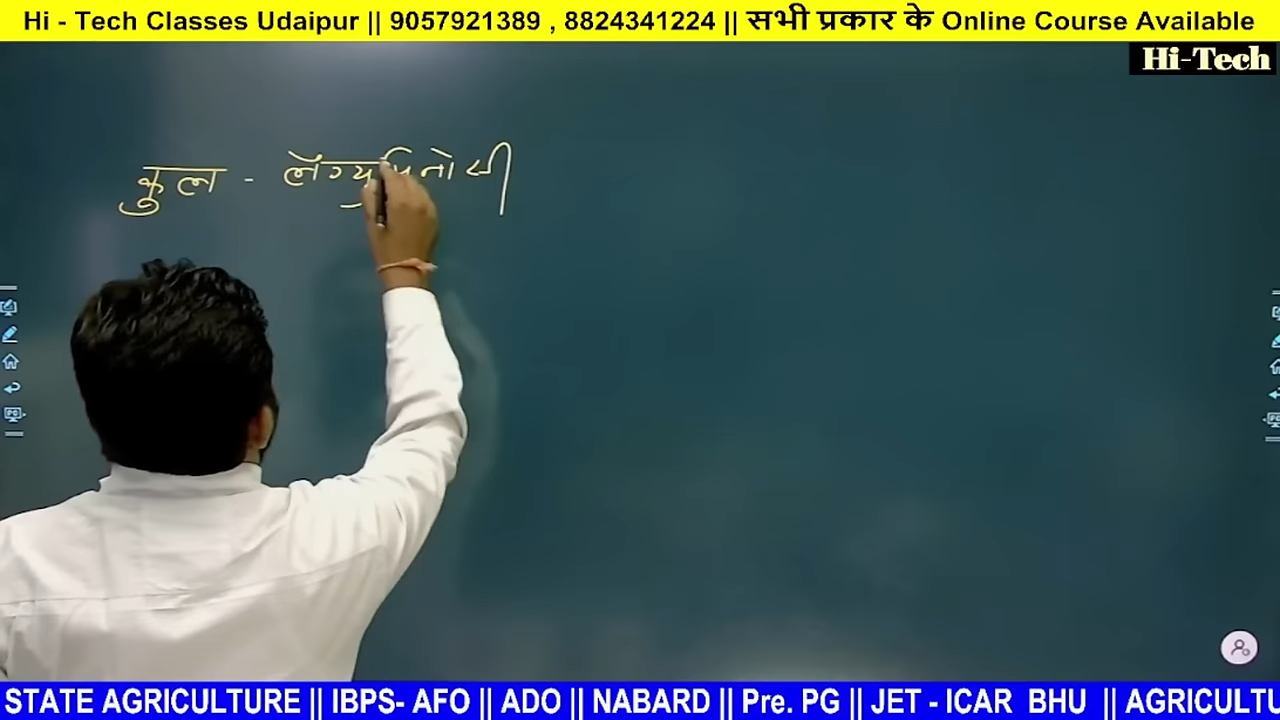 Hi - Tech Classes Udaipur || 9057921389 , 8824341224 || सभी प्रकार के Online Course Available
Hi-Tech
कुल - लैग्युमिनोसी
STATE AGRICULTURE || IBPS- AFO || ADO || NABARD || Pre. PG || JET - ICAR BHU || AGRICULTU